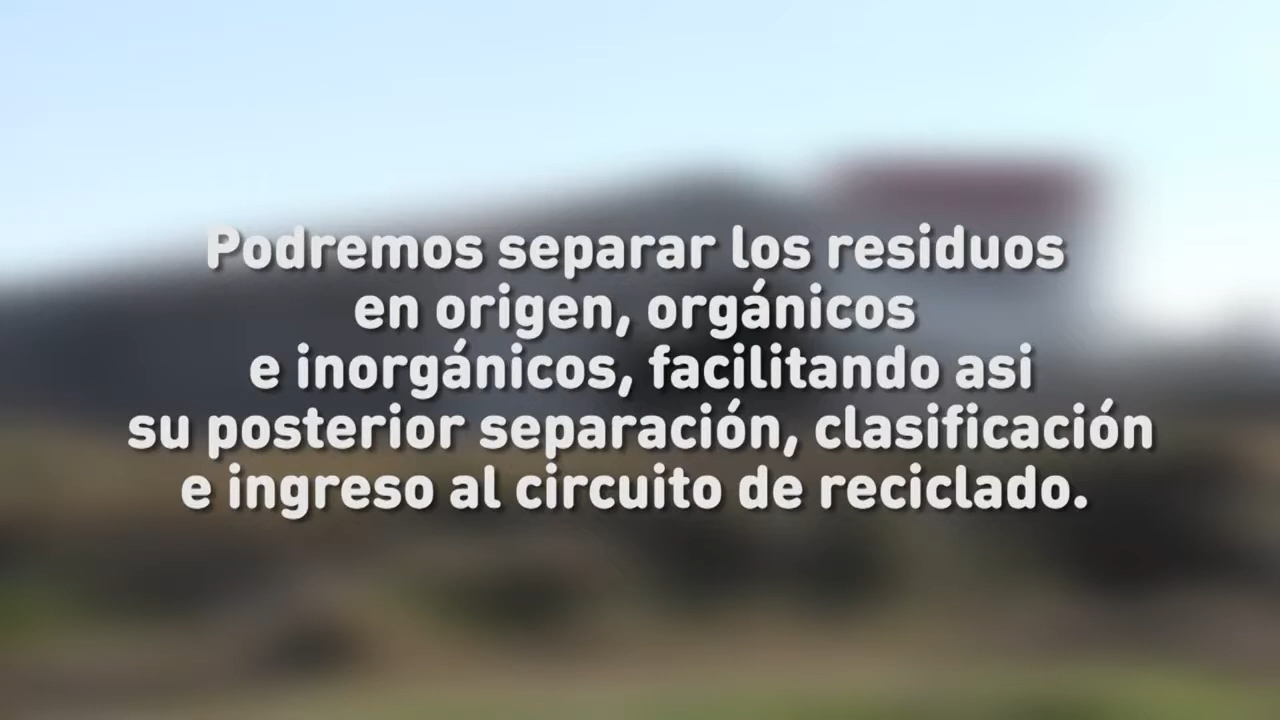 Podremos separar los residuos
en origen, orgánicos
e inorgánicos, facilitando asi
su posterior separación, clasificación
e ingreso al circuito de reciclado.